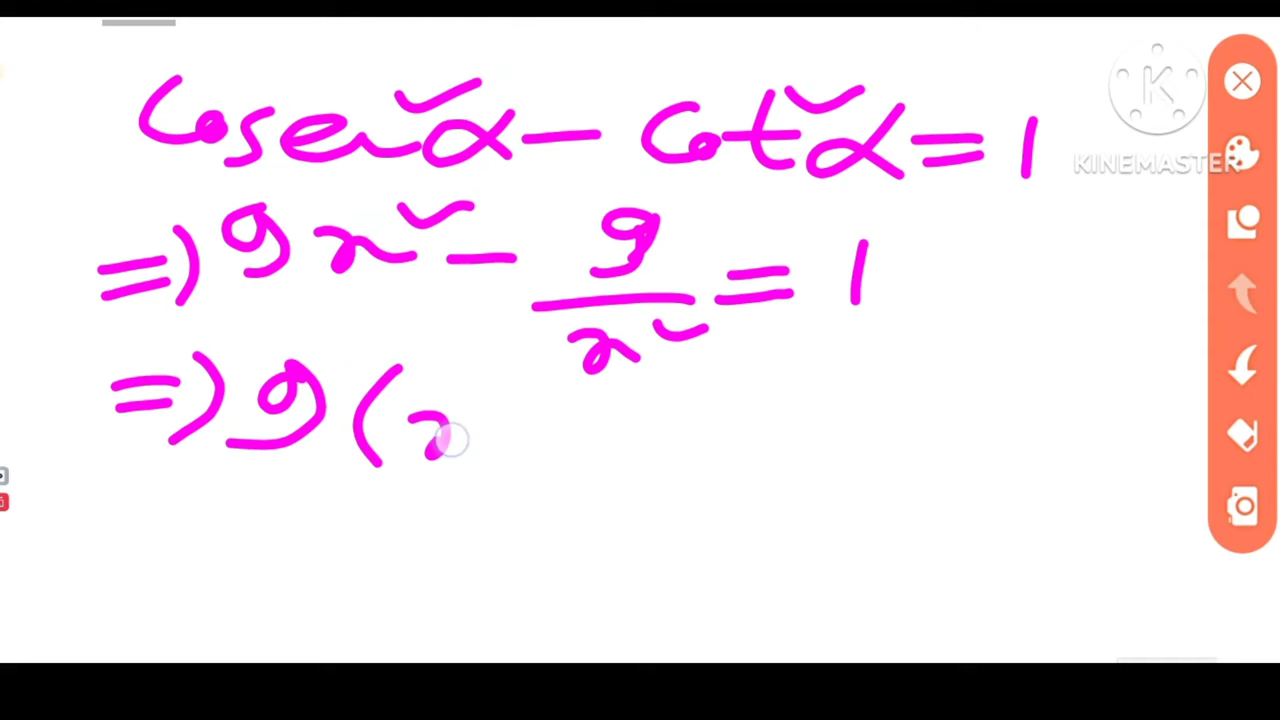 Cosec²α - Cot²α = 1
KINEMASTER
=> 9x² - 9/x² = 1
=> 9(x